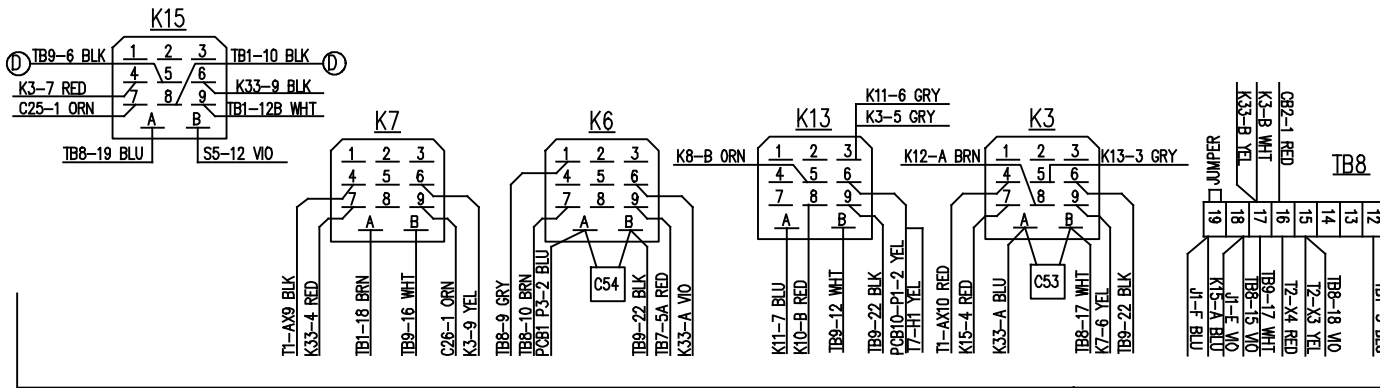 K15
D TB9-6 BLK 1 2 3 TB1-10 BLK D
K3-7 RED 4 5 6 K33-9 BLK
C25-1 ORN 7 8 9 TB1-12B WHT
A B
TB8-19 BLU S5-12 VIO
K7
1 2 3
4 5 6
7 8 9
A B
T1-AX9 BLK
K33-4 RED
TB1-18 BRN
TB9-16 WHT
C26-1 ORN
K3-9 YEL
K6
1 2 3
4 5 6
7 8 9
A B
C54
TB8-9 GRY
TB8-10 BRN
PCB1 P3-2 BLU
TB9-22 BLK
TB7-5A RED
K33-A VIO
K13
K11-6 GRY
K3-5 GRY
K8-B ORN
1 2 3
4 5 6
7 8 9
A B
K11-7 BLU
K10-B RED
TB9-12 WHT
TB9-22 BLK
PCB10-P1-2 YEL
T7-H1 YEL
K3
K12-A BRN 1 2 3 K13-3 GRY
4 5 6
7 8 9
A B
C53
T1-AX10 RED
K15-4 RED
K33-A BLU
TB8-17 WHT
K7-6 YEL
TB9-22 BLK
K33-B YEL
K3-B WHT
CB2-1 RED
TB8
JUMPER
19 18 17 16 15 14 13 12
J1-F BLU
K15-A BLU
J1-E VIO
TB8-15 VIO
TB9-17 WHT
T2-X4 RED
T2-X3 YEL
TB8-18 VIO